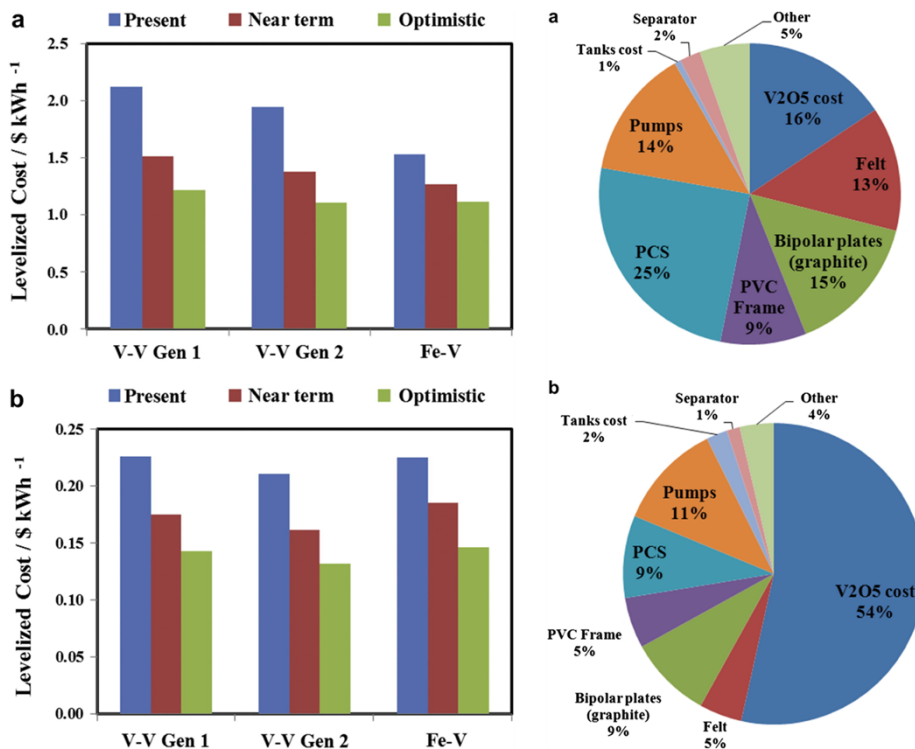 a
Present Near term Optimistic
Levelized Cost / $ kWh -1
2.5
2.0
1.5
1.0
0.5
0.0
V-V Gen 1 V-V Gen 2 Fe-V
b
Present Near term Optimistic
Levelized Cost / $ kWh -1
0.25
0.20
0.15
0.10
0.05
0.00
V-V Gen 1 V-V Gen 2 Fe-V
a
Separator
2%
Other
5%
Tanks cost
1%
V2O5 cost
16%
Pumps
14%
Felt
13%
PCS
25%
Bipolar plates
(graphite)
15%
PVC
Frame
9%
b
Separator
1%
Other
4%
Tanks cost
2%
Pumps
11%
PCS
9%
V2O5 cost
54%
PVC Frame
5%
Bipolar plates
(graphite)
9%
Felt
5%